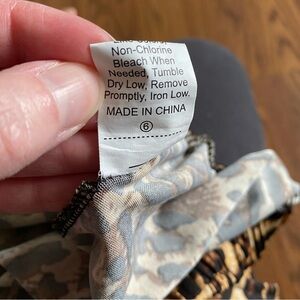 Non-Chlorine
Bleach When
Needed, Tumble
Dry Low, Remove
Promptly, Iron Low,
MADE IN CHINA
6